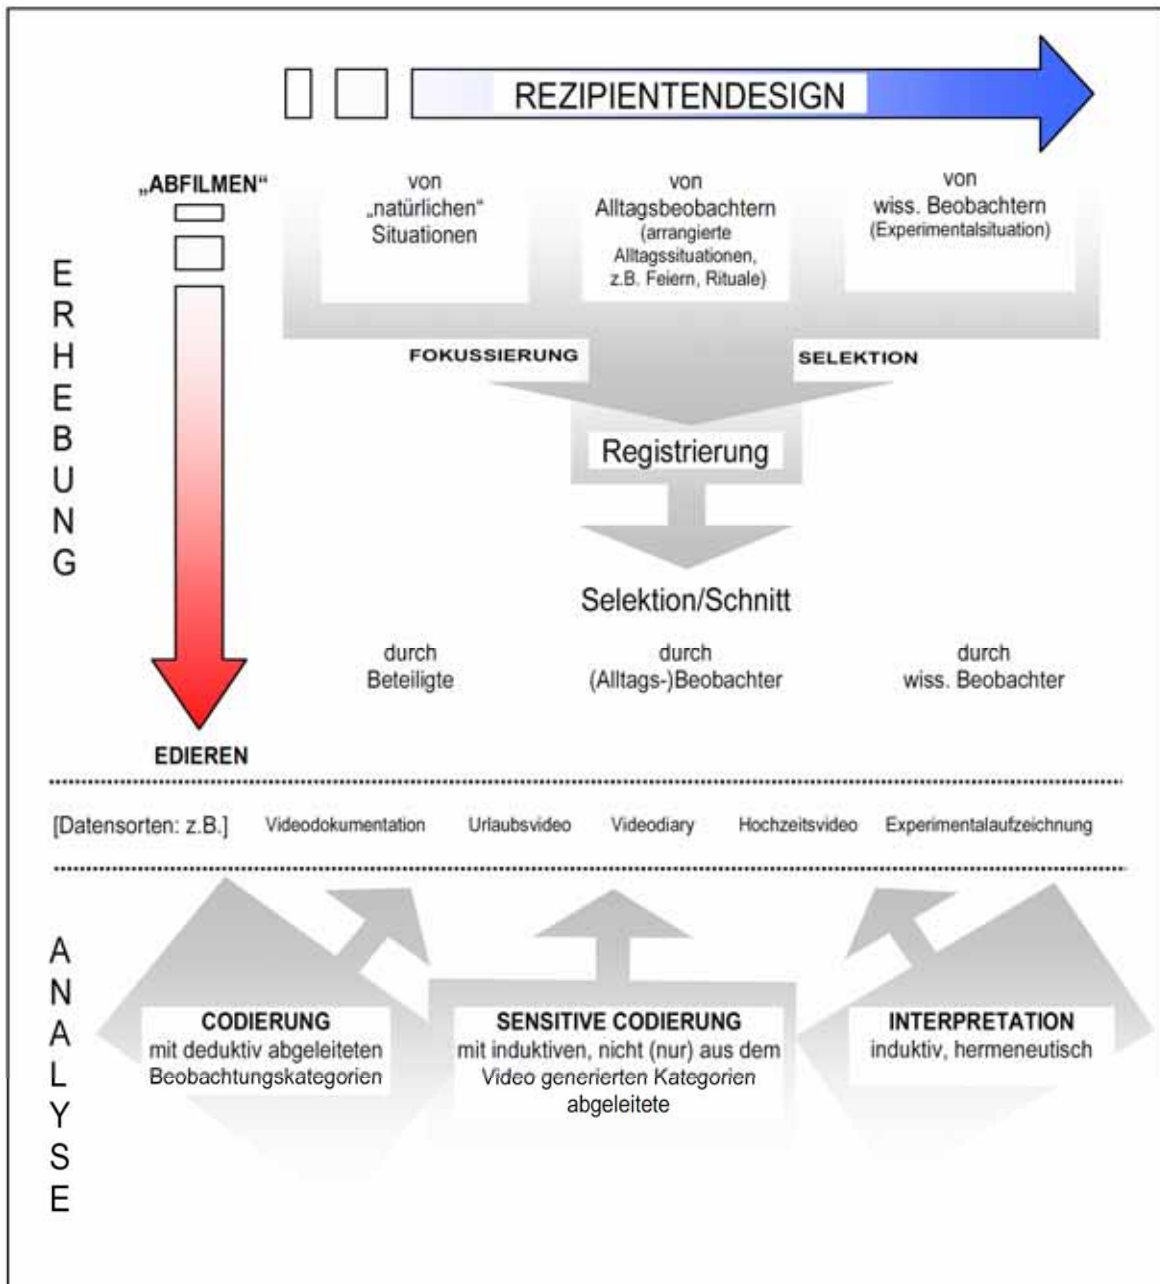 REZIPIENTENDESIGN
„ABFILMEN“
von
„natürlichen“
Situationen
von
Alltagsbeobachtern
(arrangierte
Alltagssituationen,
z.B. Feiern, Rituale)
von
wiss. Beobachtern
(Experimentalsituation)
ERHEBUNG
FOKUSSIERUNG
SELEKTION
Registrierung
Selektion/Schnitt
durch
Beteiligte
durch
(Alltags-)Beobachter
durch
wiss. Beobachter
EDIEREN
[Datensorten: z.B.] Videodokumentation Urlaubsvideo Videodiary Hochzeitsvideo Experimentalaufzeichnung
ANALYSE
CODIERUNG
mit deduktiv abgeleiteten
Beobachtungskategorien
SENSITIVE CODIERUNG
mit induktiven, nicht (nur) aus dem
Video generierten Kategorien
abgeleitete
INTERPRETATION
induktiv, hermeneutisch